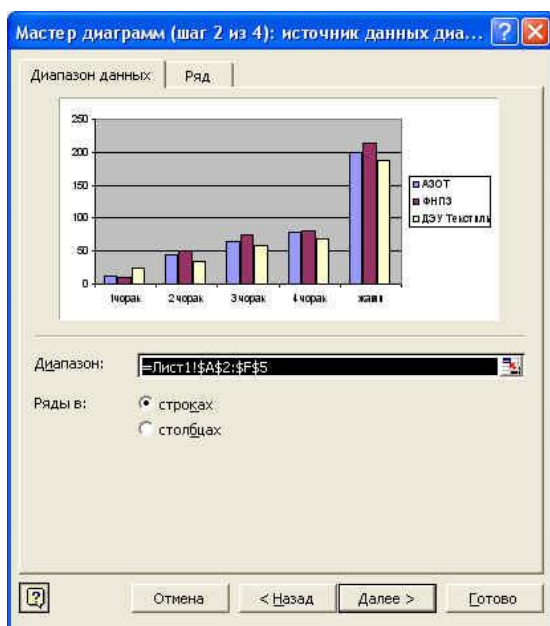 Мастер диаграмм (шаг 2 из 4): источник данных диа...
Диапазон данных
Ряд
250
200
150
100
50
0
1чорак 2 чорак 3 чорак 4 чорак жами
АЗОТ
ФНПЗ
ДЭУ Текстиль
Диапазон: =Лист1!$A$2:$F$5
Ряды в: строках
столбцах
Отмена < Назад Далее > Готово